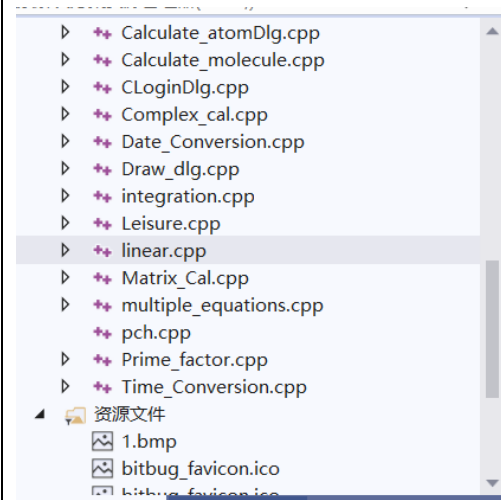 Calculate_atomDlg.cpp
Calculate_molecule.cpp
CLoginDlg.cpp
Complex_cal.cpp
Date_Conversion.cpp
Draw_dlg.cpp
integration.cpp
Leisure.cpp
linear.cpp
Matrix_Cal.cpp
multiple_equations.cpp
pch.cpp
Prime_factor.cpp
Time_Conversion.cpp
资源文件
1.bmp
bitbug_favicon.ico